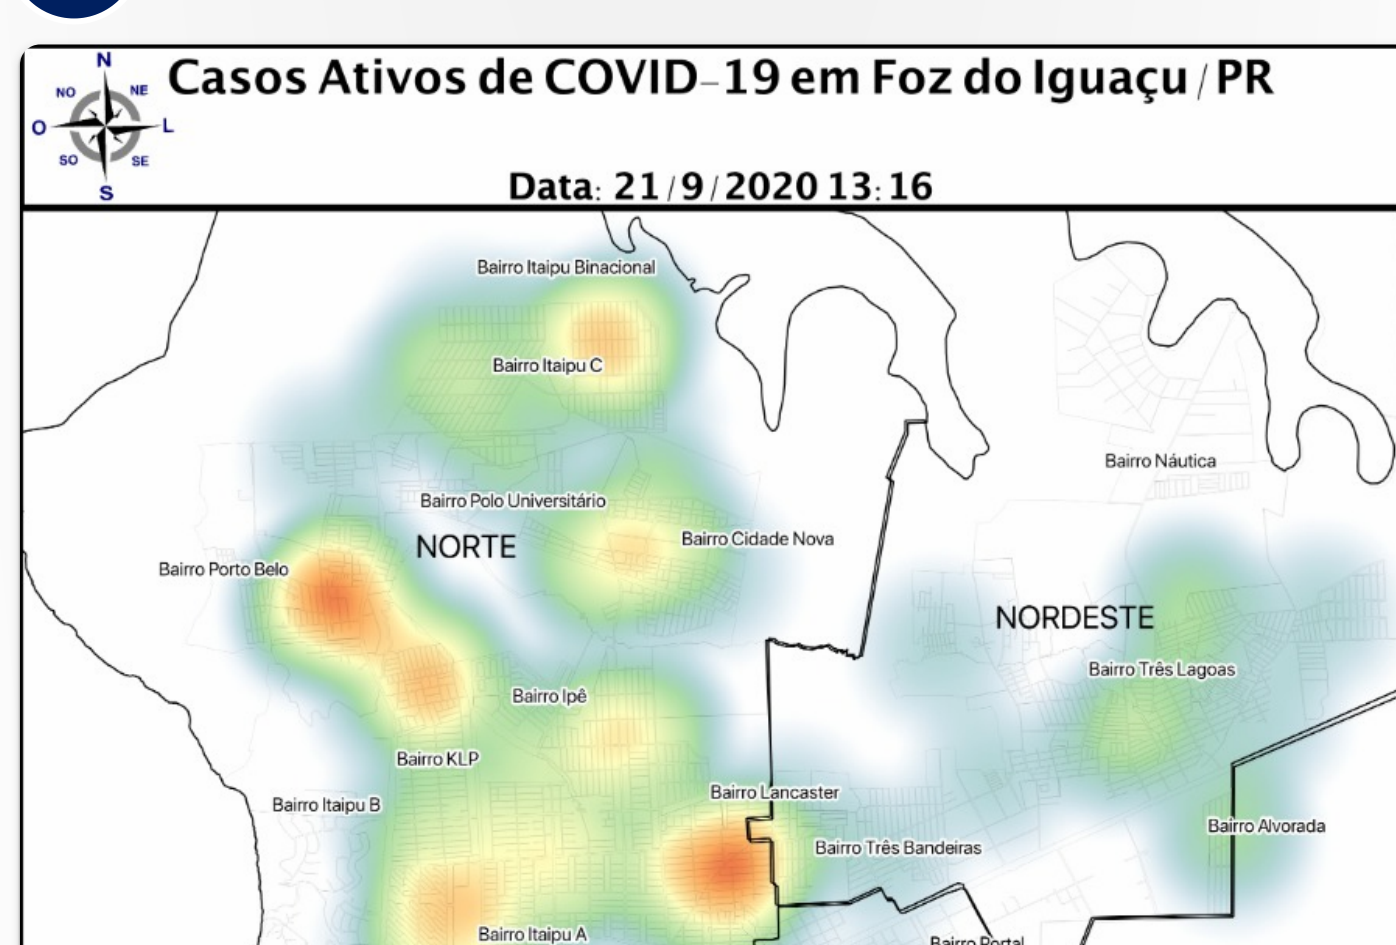 N
NO NE
O L
SO SE
S
Casos Ativos de COVID-19 em Foz do Iguaçu / PR
Data: 21/9/2020 13:16
Bairro Itaipu Binacional
Bairro Itaipu C
Bairro Náutica
Bairro Polo Universitário
Bairro Cidade Nova
NORTE
Bairro Porto Belo
NORDESTE
Bairro Três Lagoas
Bairro Ipê
Bairro KLP
Bairro Lancaster
Bairro Itaipu B
Bairro Alvorada
Bairro Três Bandeiras
Bairro Itaipu A
Bairro Portal